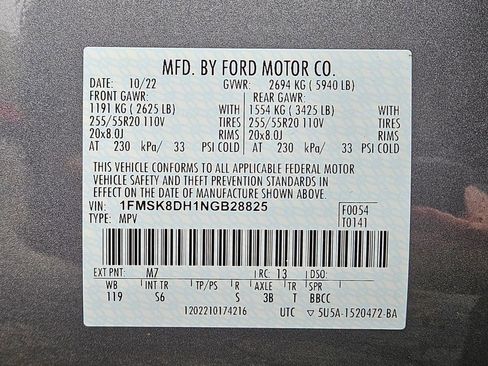 MFD. BY FORD MOTOR CO.
DATE: 10/22 GVWR: 2694 KG ( 5940 LB)
FRONT GAWR: REAR GAWR:
1191 KG ( 2625 LB) WITH 1554 KG ( 3425 LB) WITH
255/55R20 110V TIRES 255/55R20 110V TIRES
20x8.0J RIMS 20x8.0J RIMS
AT 230 kPa/ 33 PSI COLD AT 230 kPa/ 33 PSI COLD
THIS VEHICLE CONFORMS TO ALL APPLICABLE FEDERAL MOTOR
VEHICLE SAFETY AND THEFT PREVENTION STANDARDS IN
EFFECT ON THE DATE OF MANUFACTURE SHOWN ABOVE.
VIN: 1FMSK8DH1NGB28825 F0054
TYPE: MPV T0141
EXT PNT: M7 RC: 13 DSO:
WB INT TR TP/PS R AXLE TR SPR
119 S6 S 3B T BBCC
1202210174216 UTC ▽ 5U5A-1520472-BA